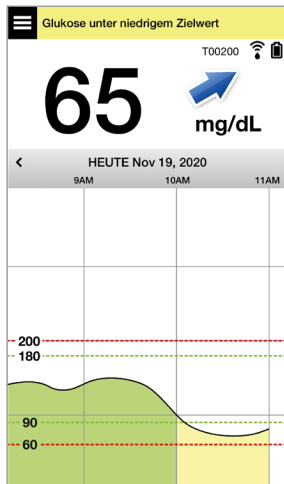 Glukose unter niedrigem Zielwert
T00200
65
mg/dL
HEUTE Nov 19, 2020
9AM 10AM 11AM
200
180
90
60